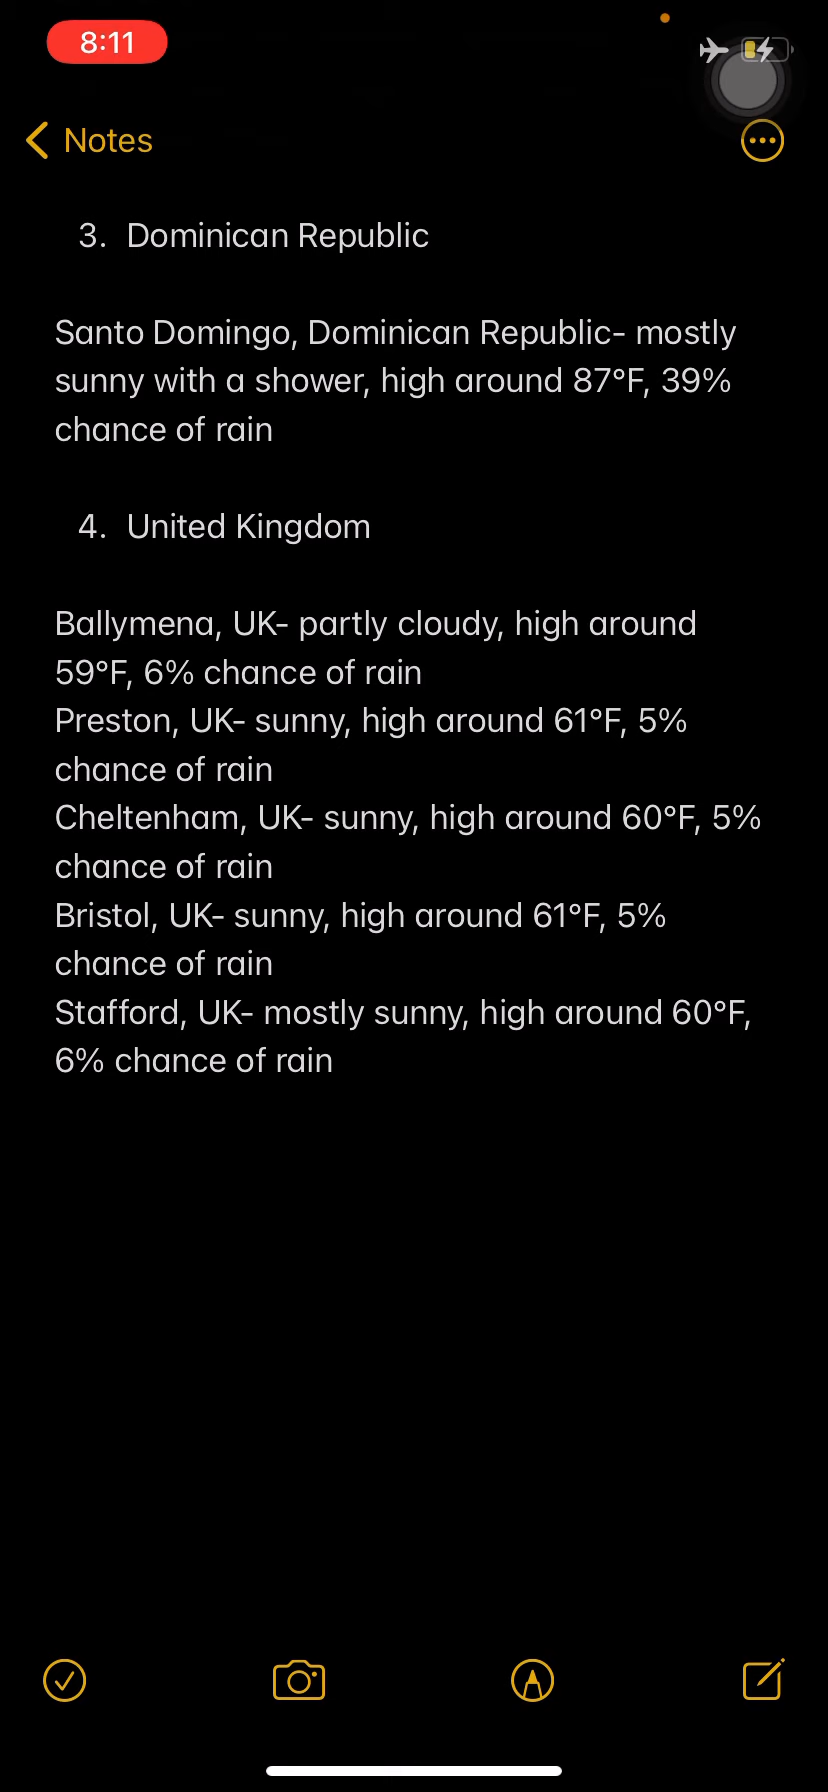 8:11
Notes
3. Dominican Republic
Santo Domingo, Dominican Republic- mostly
sunny with a shower, high around 87°F, 39%
chance of rain
4. United Kingdom
Ballymena, UK- partly cloudy, high around
59°F, 6% chance of rain
Preston, UK- sunny, high around 61°F, 5%
chance of rain
Cheltenham, UK- sunny, high around 60°F, 5%
chance of rain
Bristol, UK- sunny, high around 61°F, 5%
chance of rain
Stafford, UK- mostly sunny, high around 60°F,
6% chance of rain